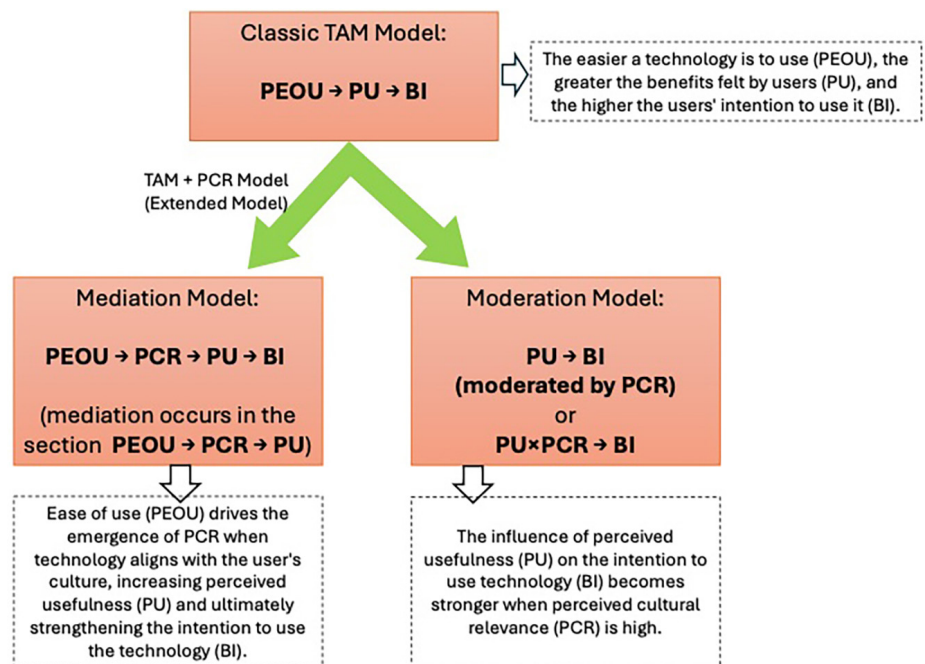 Classic TAM Model:
PEOU → PU → BI
The easier a technology is to use (PEOU), the
greater the benefits felt by users (PU), and
the higher the users' intention to use it (BI).
TAM + PCR Model
(Extended Model)
Mediation Model:
PEOU → PCR → PU → BI
(mediation occurs in the
section PEOU → PCR → PU)
Moderation Model:
PU → BI
(moderated by PCR)
or
PU×PCR → BI
Ease of use (PEOU) drives the
emergence of PCR when
technology aligns with the user's
culture, increasing perceived
usefulness (PU) and ultimately
strengthening the intention to use
the technology (BI).
The influence of perceived
usefulness (PU) on the intention to
use technology (BI) becomes
stronger when perceived cultural
relevance (PCR) is high.